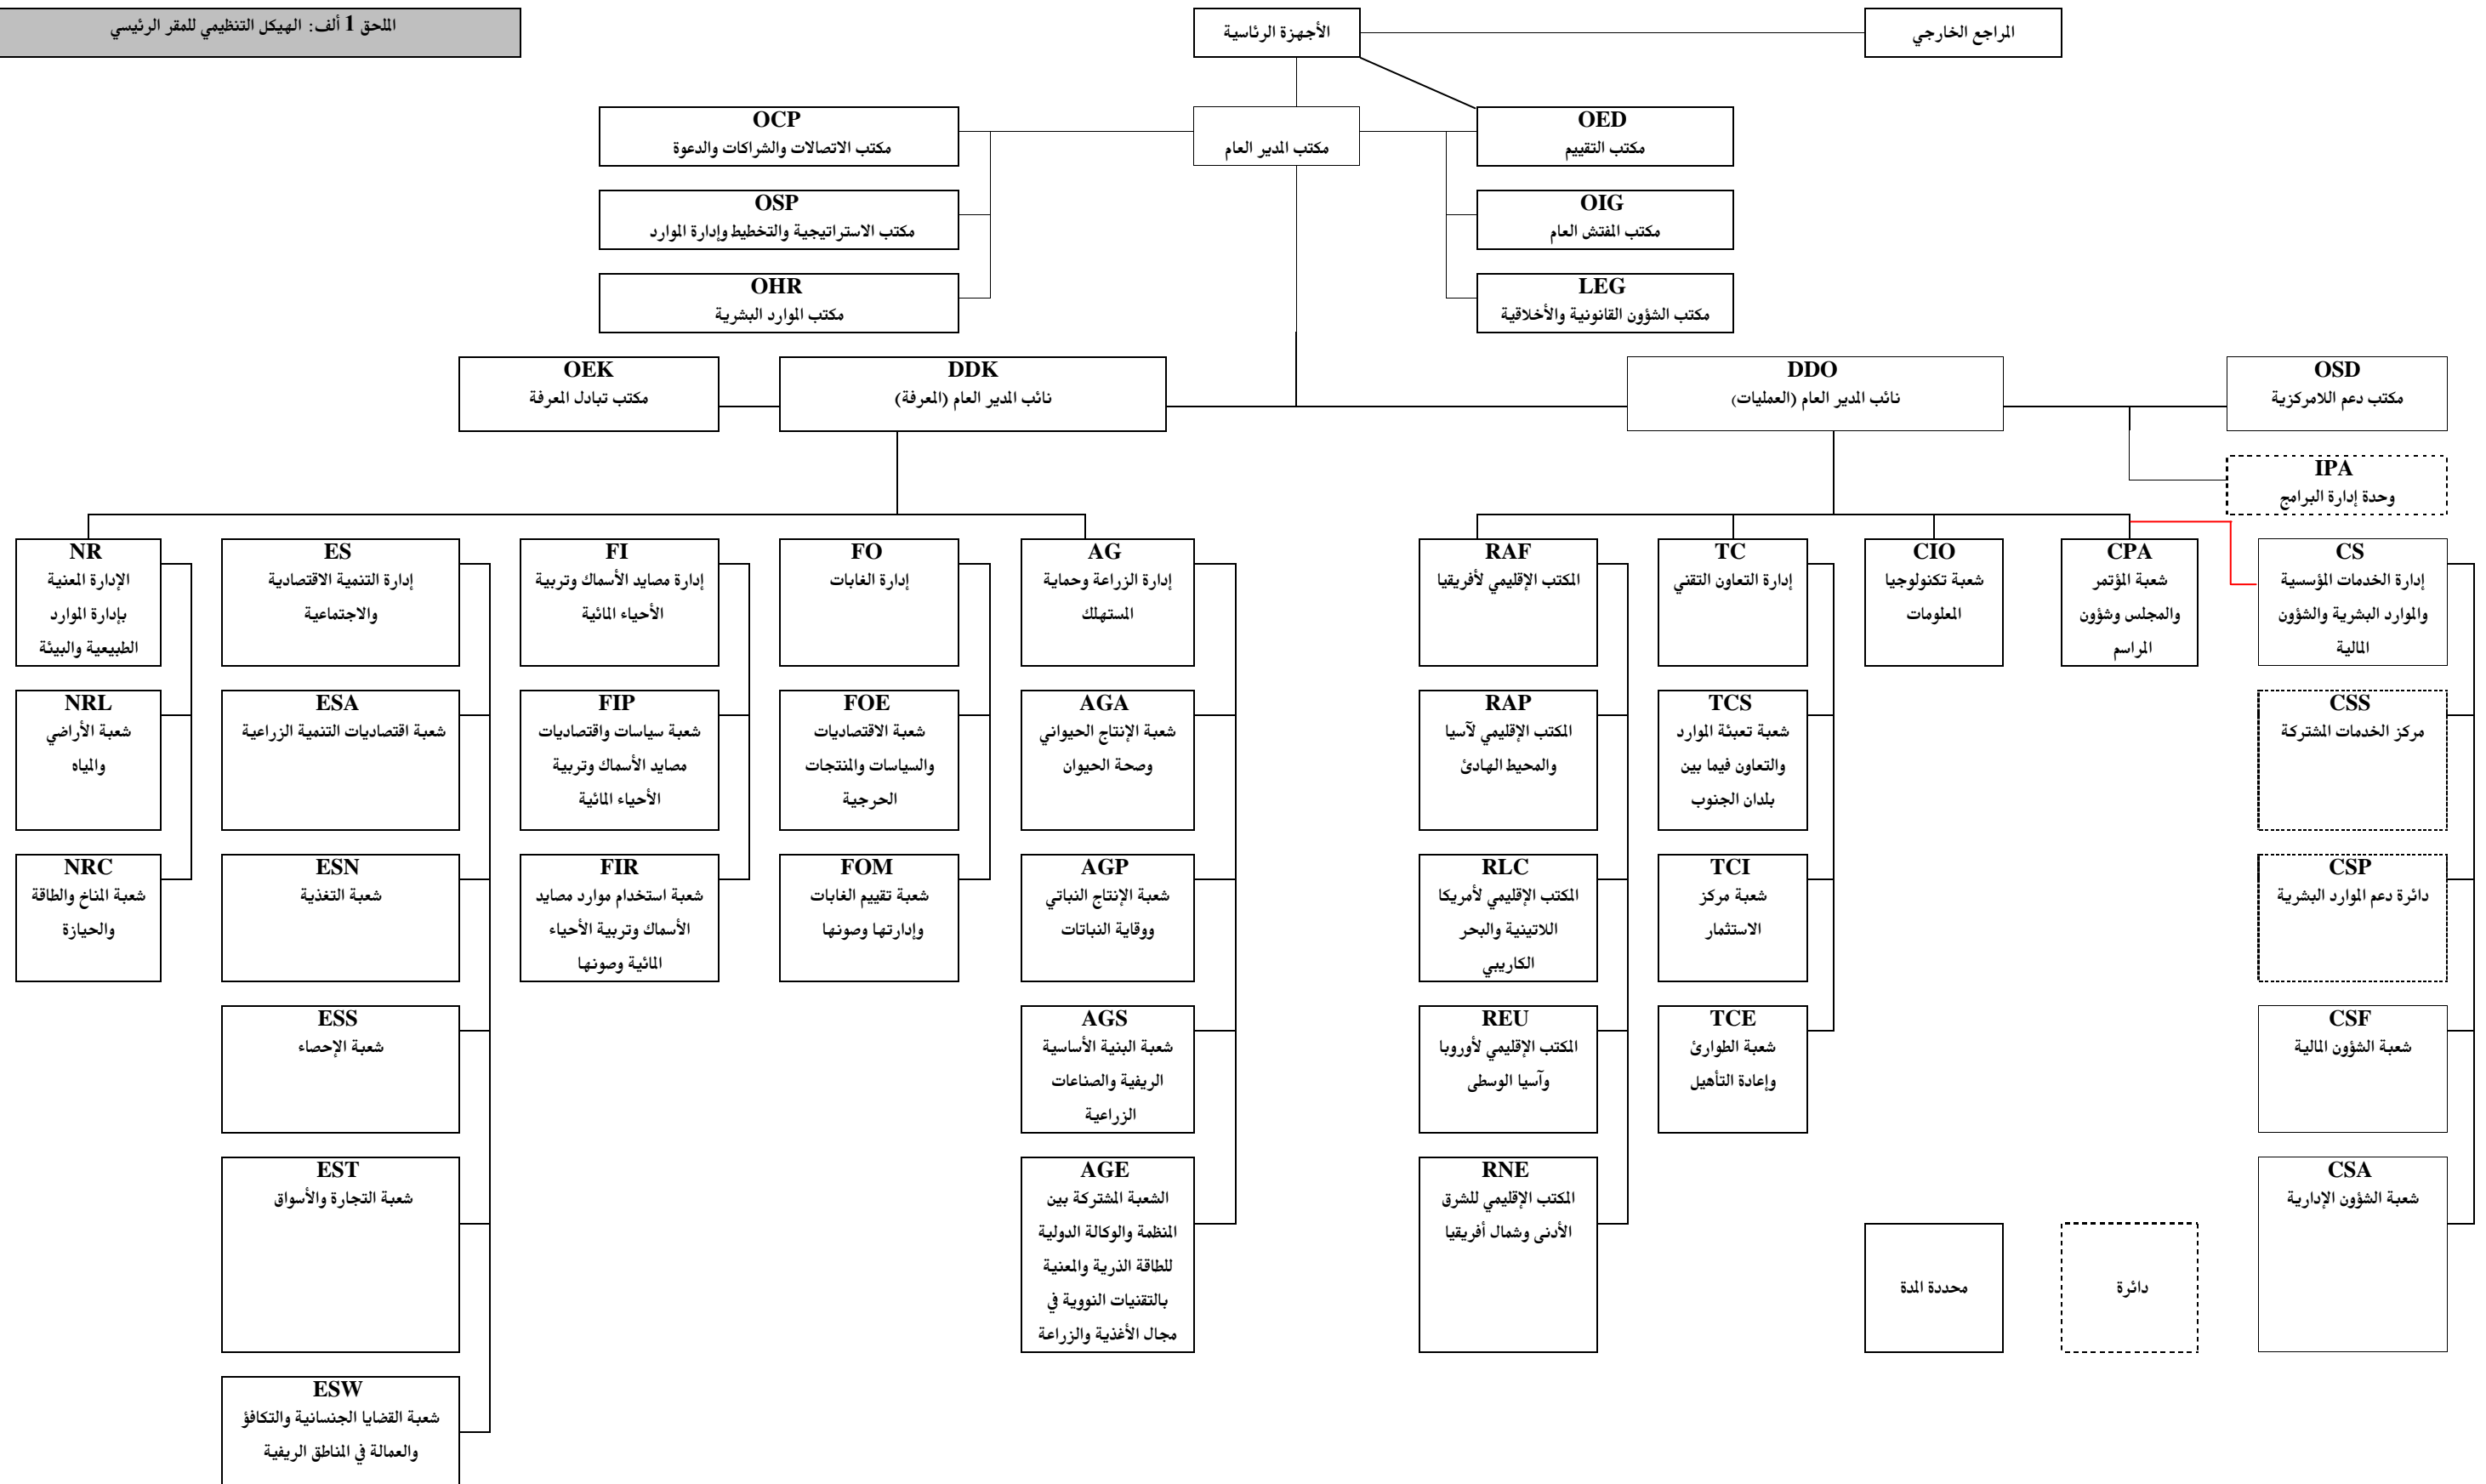 الملحق 1 ألف: الهيكل التنظيمي للمقر الرئيسي
الأجهزة الرئاسية
المراجع الخارجي
مكتب المدير العام
OCP
مكتب الاتصالات والشراكات والدعوة
OSP
مكتب الاستراتيجية والتخطيط وإدارة الموارد
OHR
مكتب الموارد البشرية
OED
مكتب التقييم
OIG
مكتب المفتش العام
LEG
مكتب الشؤون القانونية والأخلاقية
OEK
مكتب تبادل المعرفة
DDK
نائب المدير العام (المعرفة)
DDO
نائب المدير العام (العمليات)
OSD
مكتب دعم اللامركزية
IPA
وحدة إدارة البرامج
NR
الإدارة المعنية
بإدارة الموارد
الطبيعية والبيئة
NRL
شعبة الأراضي
والمياه
NRC
شعبة المناخ والطاقة
والحيازة
ES
إدارة التنمية الاقتصادية
والاجتماعية
ESA
شعبة اقتصاديات التنمية الزراعية
ESN
شعبة التغذية
ESS
شعبة الإحصاء
EST
شعبة التجارة والأسواق
ESW
شعبة القضايا الجنسانية والتكافؤ
والعمالة في المناطق الريفية
FI
إدارة مصايد الأسماك وتربية
الأحياء المائية
FIP
شعبة سياسات واقتصاديات
مصايد الأسماك وتربية
الأحياء المائية
FIR
شعبة استخدام موارد مصايد
الأسماك وتربية الأحياء
المائية وصونها
FO
إدارة الغابات
FOE
شعبة الاقتصاديات
والسياسات والمنتجات
الحرجية
FOM
شعبة تقييم الغابات
وإدارتها وصونها
AG
إدارة الزراعة وحماية
المستهلك
AGA
شعبة الإنتاج الحيواني
وصحة الحيوان
AGP
شعبة الإنتاج النباتي
ووقاية النباتات
AGS
شعبة البنية الأساسية
الريفية والصناعات
الزراعية
AGE
الشعبة المشتركة بين
المنظمة والوكالة الدولية
للطاقة الذرية والمعنية
بالتقنيات النووية في
مجال الأغذية والزراعة
RAF
المكتب الإقليمي لأفريقيا
RAP
المكتب الإقليمي لآسيا
والمحيط الهادئ
RLC
المكتب الإقليمي لأمريكا
اللاتينية والبحر
الكاريبي
REU
المكتب الإقليمي لأوروبا
وآسيا الوسطى
RNE
المكتب الإقليمي للشرق
الأدنى وشمال أفريقيا
TC
إدارة التعاون التقني
TCS
شعبة تعبئة الموارد
والتعاون فيما بين
بلدان الجنوب
TCI
شعبة مركز
الاستثمار
TCE
شعبة الطوارئ
وإعادة التأهيل
CIO
شعبة تكنولوجيا
المعلومات
CPA
شعبة المؤتمر
والمجلس وشؤون
المراسم
CS
إدارة الخدمات المؤسسية
والموارد البشرية والشؤون
المالية
CSS
مركز الخدمات المشتركة
CSP
دائرة دعم الموارد البشرية
CSF
شعبة الشؤون المالية
CSA
شعبة الشؤون الإدارية
محددة المدة
دائرة